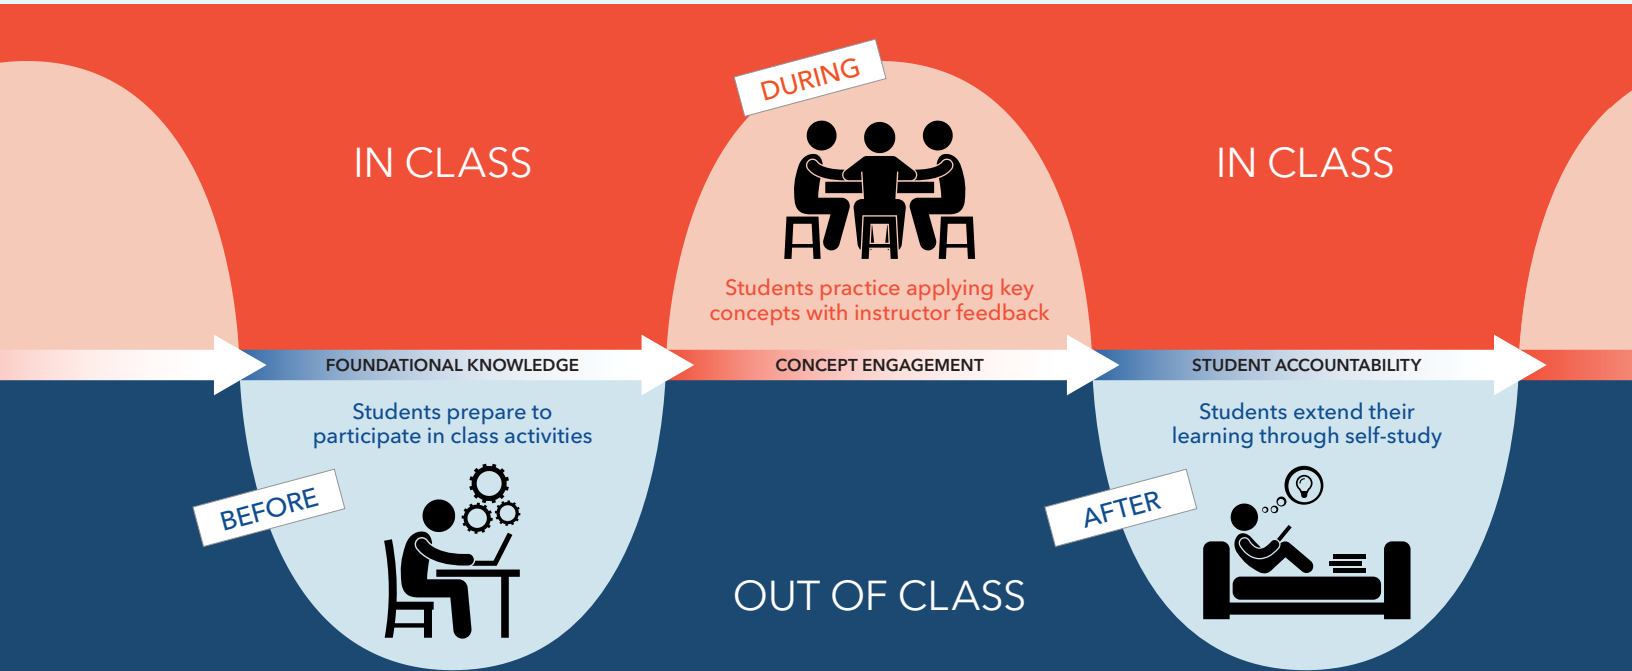 DURING
IN CLASS
IN CLASS
Students practice applying key
concepts with instructor feedback
FOUNDATIONAL KNOWLEDGE
CONCEPT ENGAGEMENT
STUDENT ACCOUNTABILITY
Students prepare to
participate in class activities
BEFORE
Students extend their
learning through self-study
AFTER
OUT OF CLASS